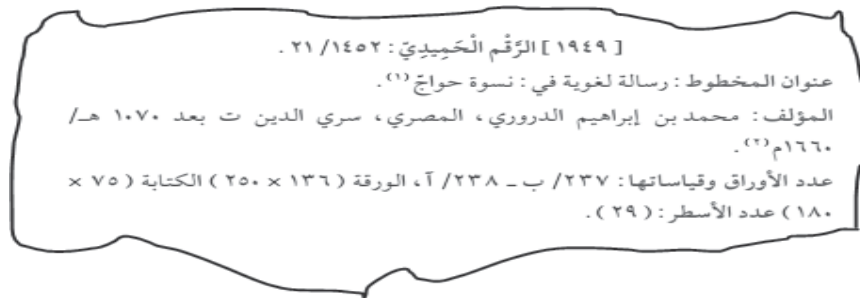 [ ١٩٤٩ ] الرَّقْم الْحَمِيدِيّ : ١٤٥٢/ ٢١ .
عنوان المخطوط : رسالة لغوية في : نسوة حواجّ (١) .
المؤلف : محمد بن إبراهيم الدروري ، المصري ، سري الدين ت بعد ١٠٧٠ هـ/
١٦٦٠م (٢) .
عدد الأوراق وقياساتها : ٢٣٧/ ب ـ ٢٣٨/ آ ، الورقة ( ١٣٦ × ٢٥٠ ) الكتابة ( ٧٥ ×
١٨٠ ) عدد الأسطر : ( ٢٩ ) .